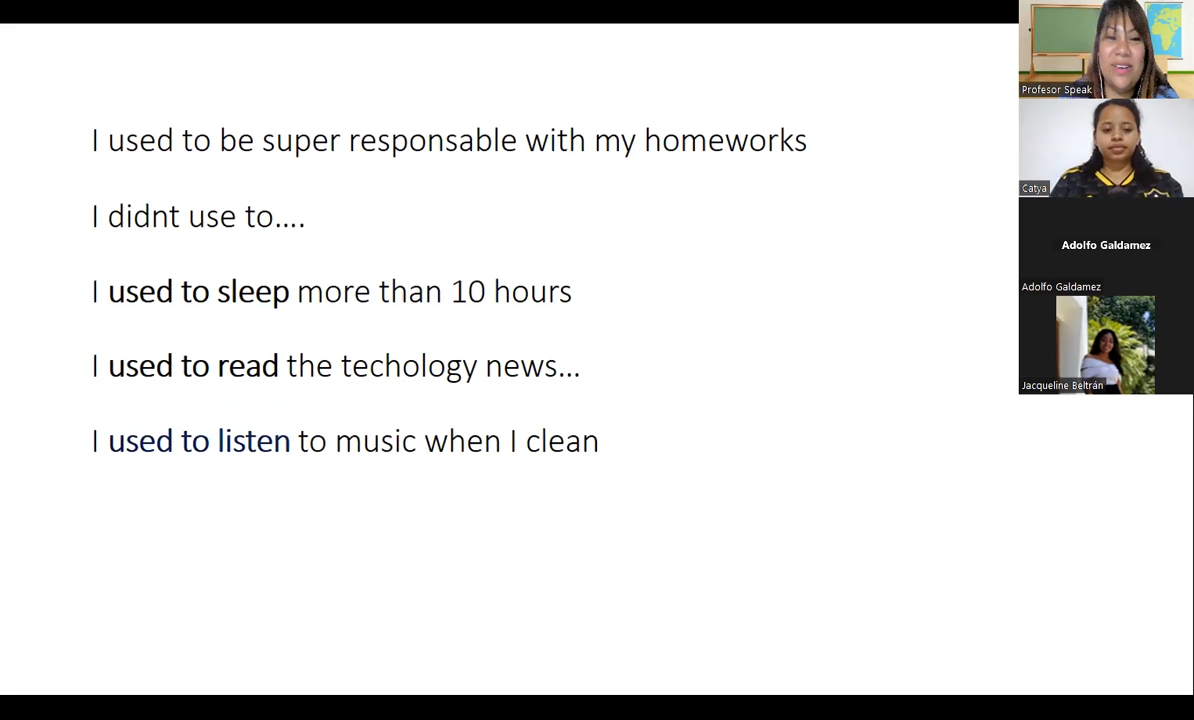 I used to be super responsable with my homeworks
I didnt use to....
I used to sleep more than 10 hours
I used to read the techology news...
I used to listen to music when I clean
Profesor Speak
Catya
Adolfo Galdamez
Adolfo Galdamez
Jacqueline Beltrán